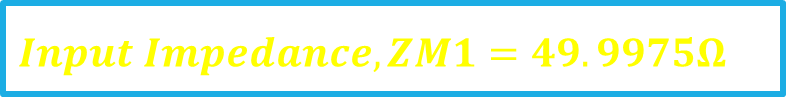 Input Impedance, ZM1 = 49.9975Ω